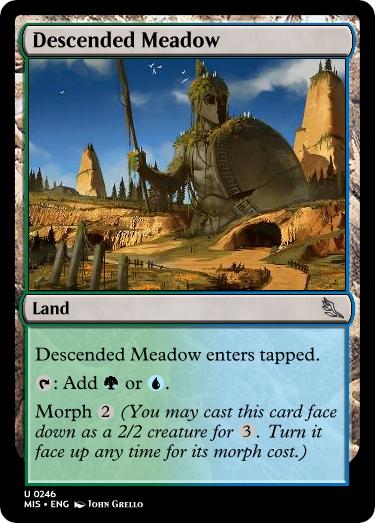 Descended Meadow
Land
Descended Meadow enters tapped.
: Add or .
Morph 2 (You may cast this card face
down as a 2/2 creature for 3. Turn it
face up any time for its morph cost.)
U 0246
MIS • ENG John Grello